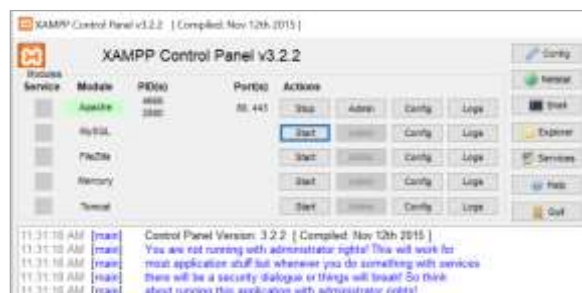 XAMPP Control Panel v3.2.2 [ Compiled: Nov 12th 2015 ]
XAMPP Control Panel v3.2.2
Config
Modules
Service Module PID(s) Port(s) Actions
Netstat
Apache 80, 443 Stop Admin Config Logs
Shell
MySQL Start Admin Config Logs
Explorer
FileZilla Start Config Logs
Services
Mercury Start Config Logs
Help
Tomcat Start Config Logs
Quit
11:31:18 AM [main] Control Panel Version: 3.2.2 [ Compiled: Nov 12th 2015 ]
11:31:18 AM [main] You are not running with administrator rights! This will work for
11:31:18 AM [main] most application stuff but whenever you do something with services
11:31:18 AM [main] there will be a security dialogue or things will break! So think
11:31:18 AM [main] about running this application with administrator rights!